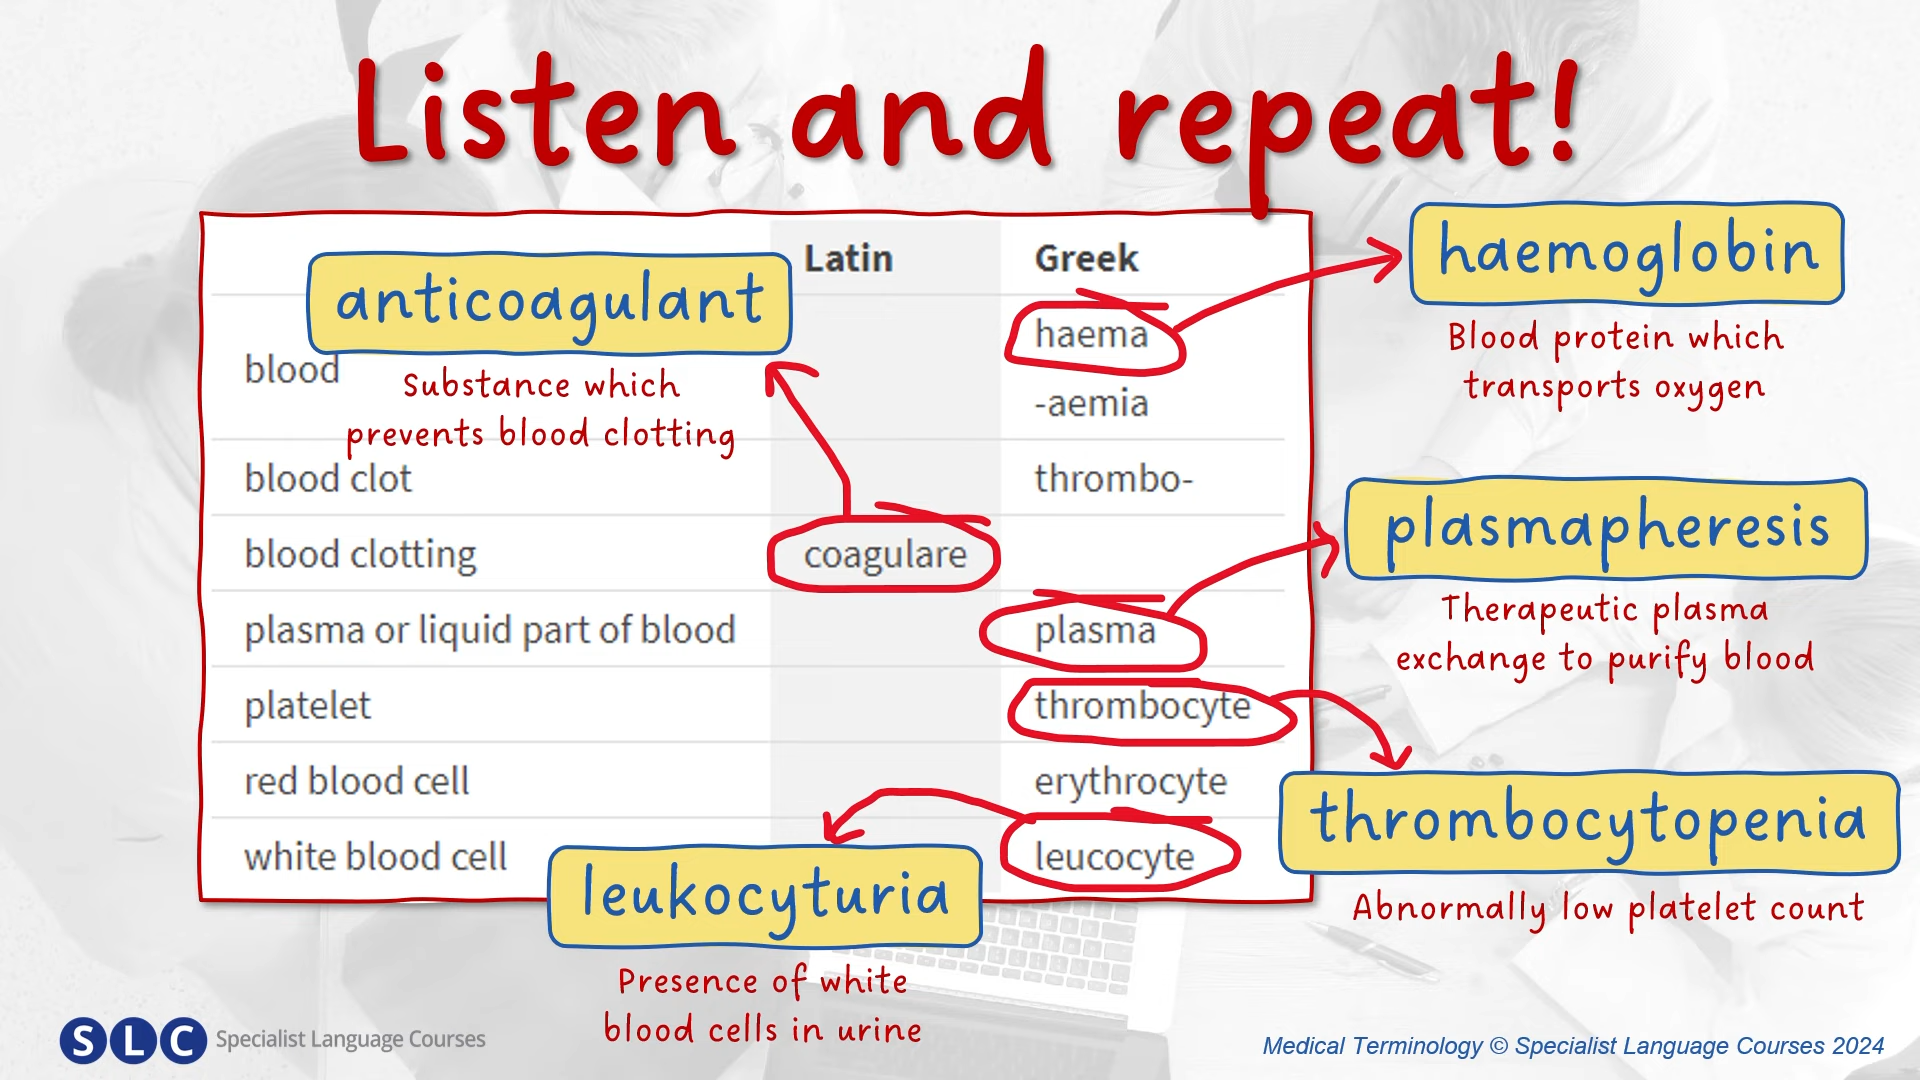 Listen and repeat!
Latin Greek
anticoagulant
Substance which
prevents blood clotting
haemoglobin
Blood protein which
transports oxygen
blood haema
-aemia
blood clot thrombo-
blood clotting coagulare
plasma or liquid part of blood plasma
platelet thrombocyte
red blood cell erythrocyte
white blood cell leucocyte
plasmapheresis
Therapeutic plasma
exchange to purify blood
thrombocytopenia
Abnormally low platelet count
leukocyturia
Presence of white
blood cells in urine
SLC Specialist Language Courses
Medical Terminology © Specialist Language Courses 2024